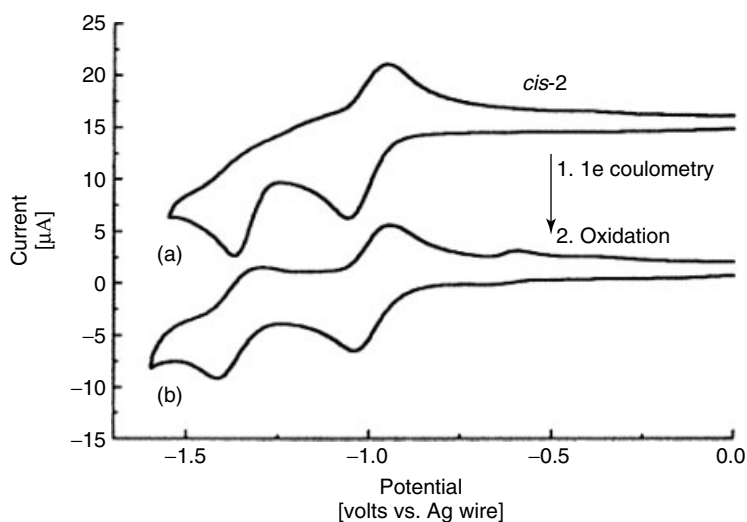 25
20
15
10
5
0
−5
−10
−15
Current
[μA]
cis-2
1. 1e coulometry
2. Oxidation
(a)
(b)
−1.5
−1.0
−0.5
0.0
Potential
[volts vs. Ag wire]